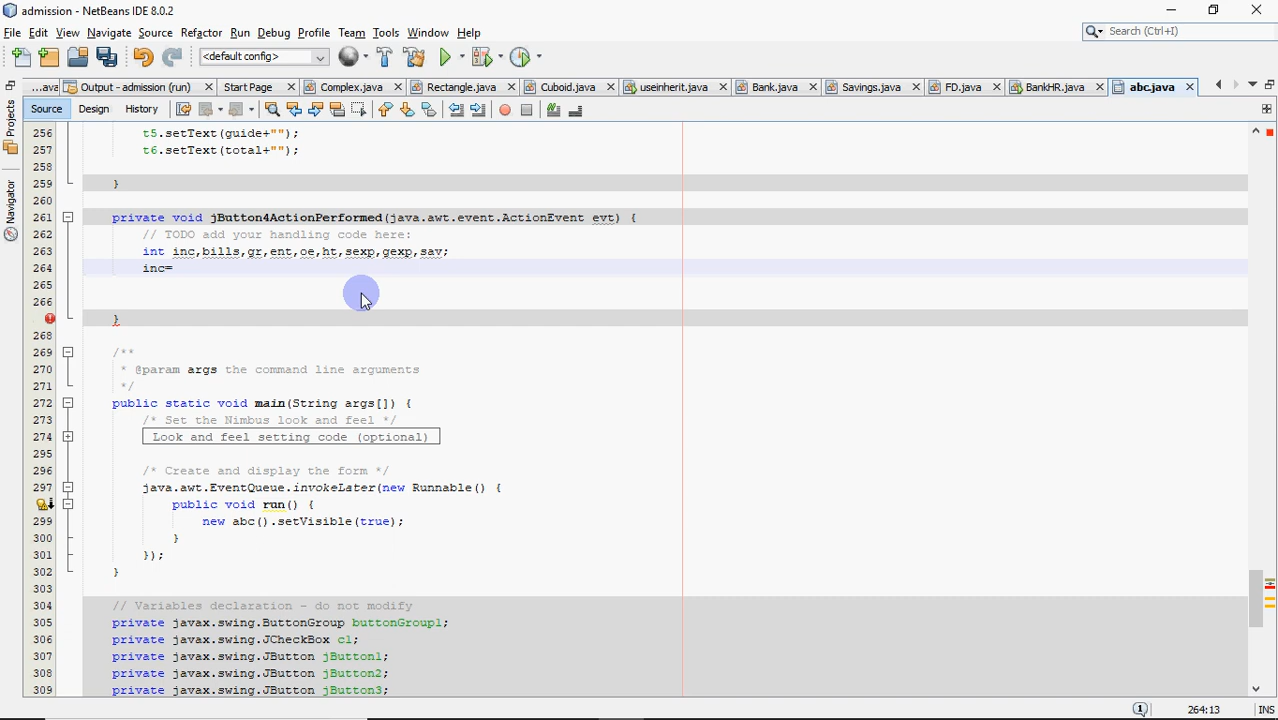 admission - NetBeans IDE 8.0.2
File Edit View Navigate Source Refactor Run Debug Profile Team Tools Window Help
Search (Ctrl+I)
<default config>
...ava Output - admission (run) Start Page Complex.java Rectangle.java Cuboid.java useinherit.java Bank.java Savings.java FD.java BankHR.java abc.java
Source Design History
Projects
Navigator
256 t5.setText(guide+"");
257 t6.setText(total+"");
258
259 }
260
261 private void jButton4ActionPerformed(java.awt.event.ActionEvent evt) {
262 // TODO add your handling code here:
263 int inc,bills,gr,ent,oe,ht,sexp,gexp,sav;
264 inc=
265
266
}
268
269 /**
270 * @param args the command line arguments
271 */
272 public static void main(String args[]) {
273 /* Set the Nimbus look and feel */
274 Look and feel setting code (optional)
295
296 /* Create and display the form */
297 java.awt.EventQueue.invokeLater(new Runnable() {
public void run() {
299 new abc().setVisible(true);
300 }
301 });
302 }
303
304 // Variables declaration - do not modify
305 private javax.swing.ButtonGroup buttonGroup1;
306 private javax.swing.JCheckBox c1;
307 private javax.swing.JButton jButton1;
308 private javax.swing.JButton jButton2;
309 private javax.swing.JButton jButton3;
1 264:13 INS